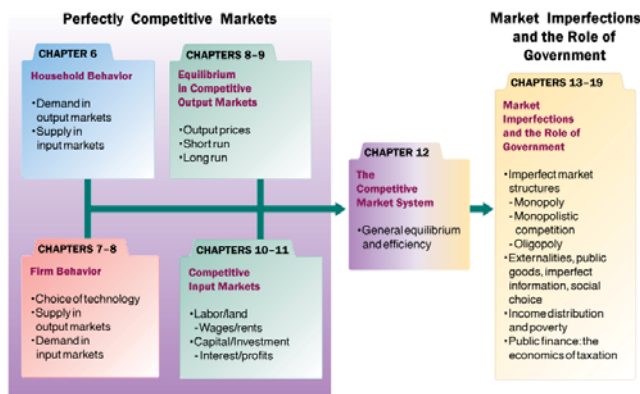 Perfectly Competitive Markets
CHAPTER 6
Household Behavior
•Demand in
output markets
•Supply in
input markets
CHAPTERS 8–9
Equilibrium
in Competitive
Output Markets
•Output prices
•Short run
•Long run
CHAPTERS 7–8
Firm Behavior
•Choice of technology
•Supply in
output markets
•Demand in
input markets
CHAPTERS 10–11
Competitive
Input Markets
•Labor/land
-Wages/rents
•Capital/Investment
-Interest/profits
CHAPTER 12
The
Competitive
Market System
•General equilibrium
and efficiency
Market Imperfections
and the Role of
Government
CHAPTERS 13–19
Market
Imperfections
and the Role of
Government
•Imperfect market
structures
-Monopoly
-Monopolistic
competition
-Oligopoly
•Externalities, public
goods, imperfect
information, social
choice
•Income distribution
and poverty
•Public finance: the
economics of taxation